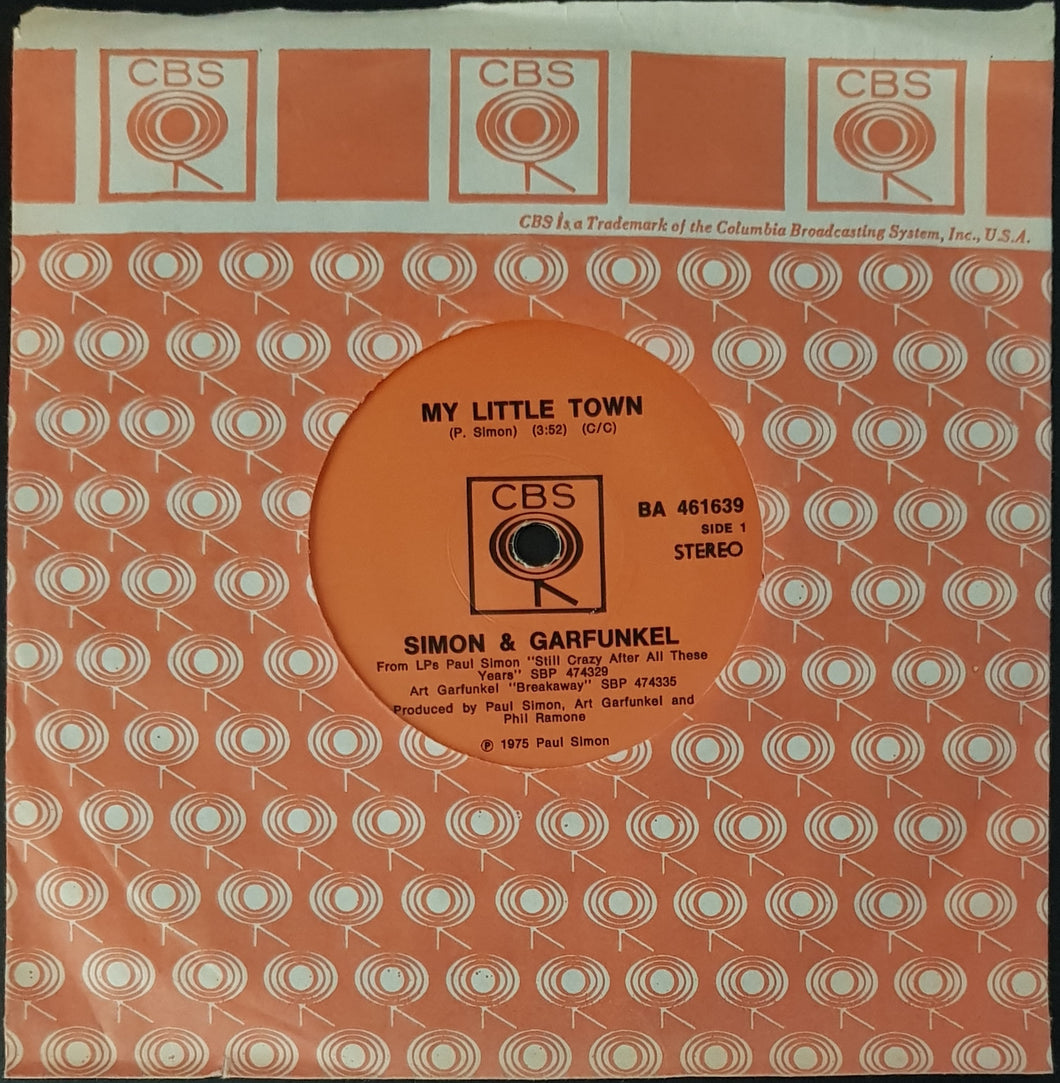 CBS CBS CBS
CBS Is a Trademark of the Columbia Broadcasting System, Inc., U.S.A.
MY LITTLE TOWN
(P. Simon) (3:52) (C/C)
CBS
BA 461639
SIDE 1
STEREO
SIMON & GARFUNKEL
From LPs Paul Simon "Still Crazy After All These
Years" SBP 474329
Art Garfunkel "Breakaway" SBP 474335
Produced by Paul Simon, Art Garfunkel and
Phil Ramone
℗ 1975 Paul Simon